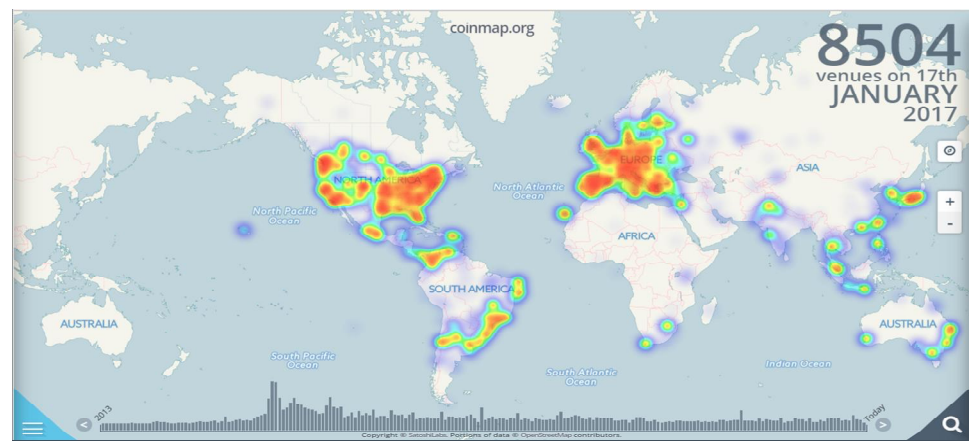 coinmap.org
8504
venues on 17th
JANUARY
2017
EUROPE
ASIA
NORTH AMERICA
North Atlantic
Ocean
North Pacific
Ocean
+
-
AFRICA
SOUTH AMERICA
AUSTRALIA
AUSTRALIA
South Pacific
Ocean
Indian Ocean
South Atlantic
Ocean
<
2013
Today
>
Copyright © SatoshiLabs. Portions of data © OpenStreetMap contributors.